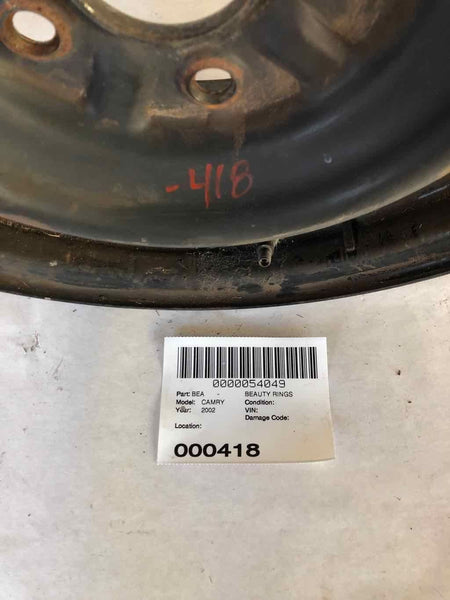 -418
0000054049
Part: BEA - BEAUTY RINGS
Model: CAMRY Condition:
Year: 2002 VIN:
Damage Code:
Location:
000418